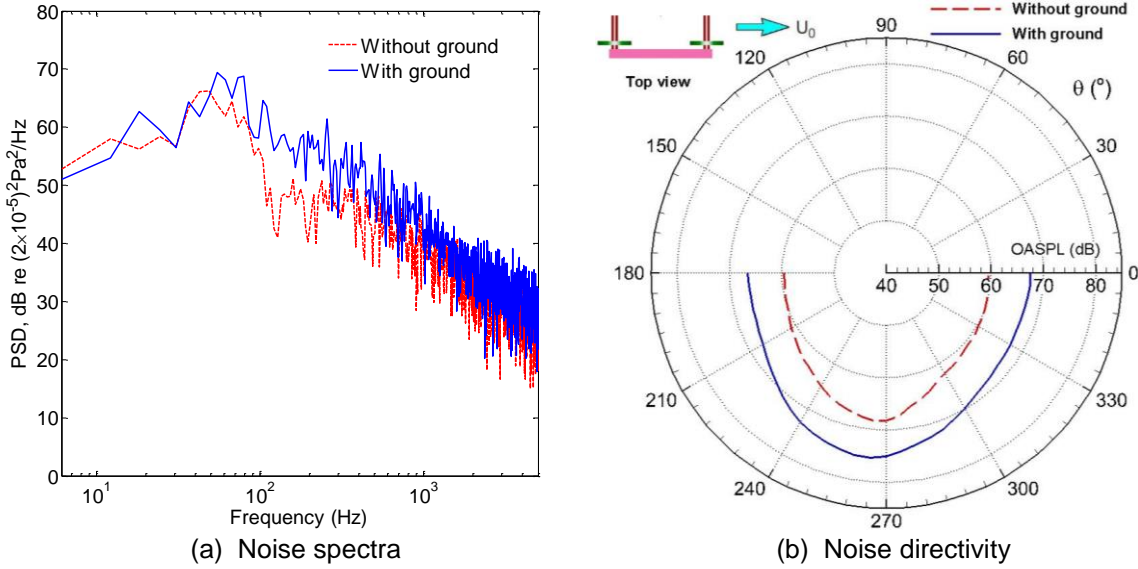 Without ground
With ground
80
70
60
50
40
30
20
10
0
PSD, dB re (2×10⁻⁵)²Pa²/Hz
10¹
10²
10³
Frequency (Hz)
(a) Noise spectra
U₀
Top view
Without ground
With ground
90
120
60
θ (°)
150
30
OASPL (dB)
180
0
40
50
60
70
80
210
330
240
300
270
(b) Noise directivity